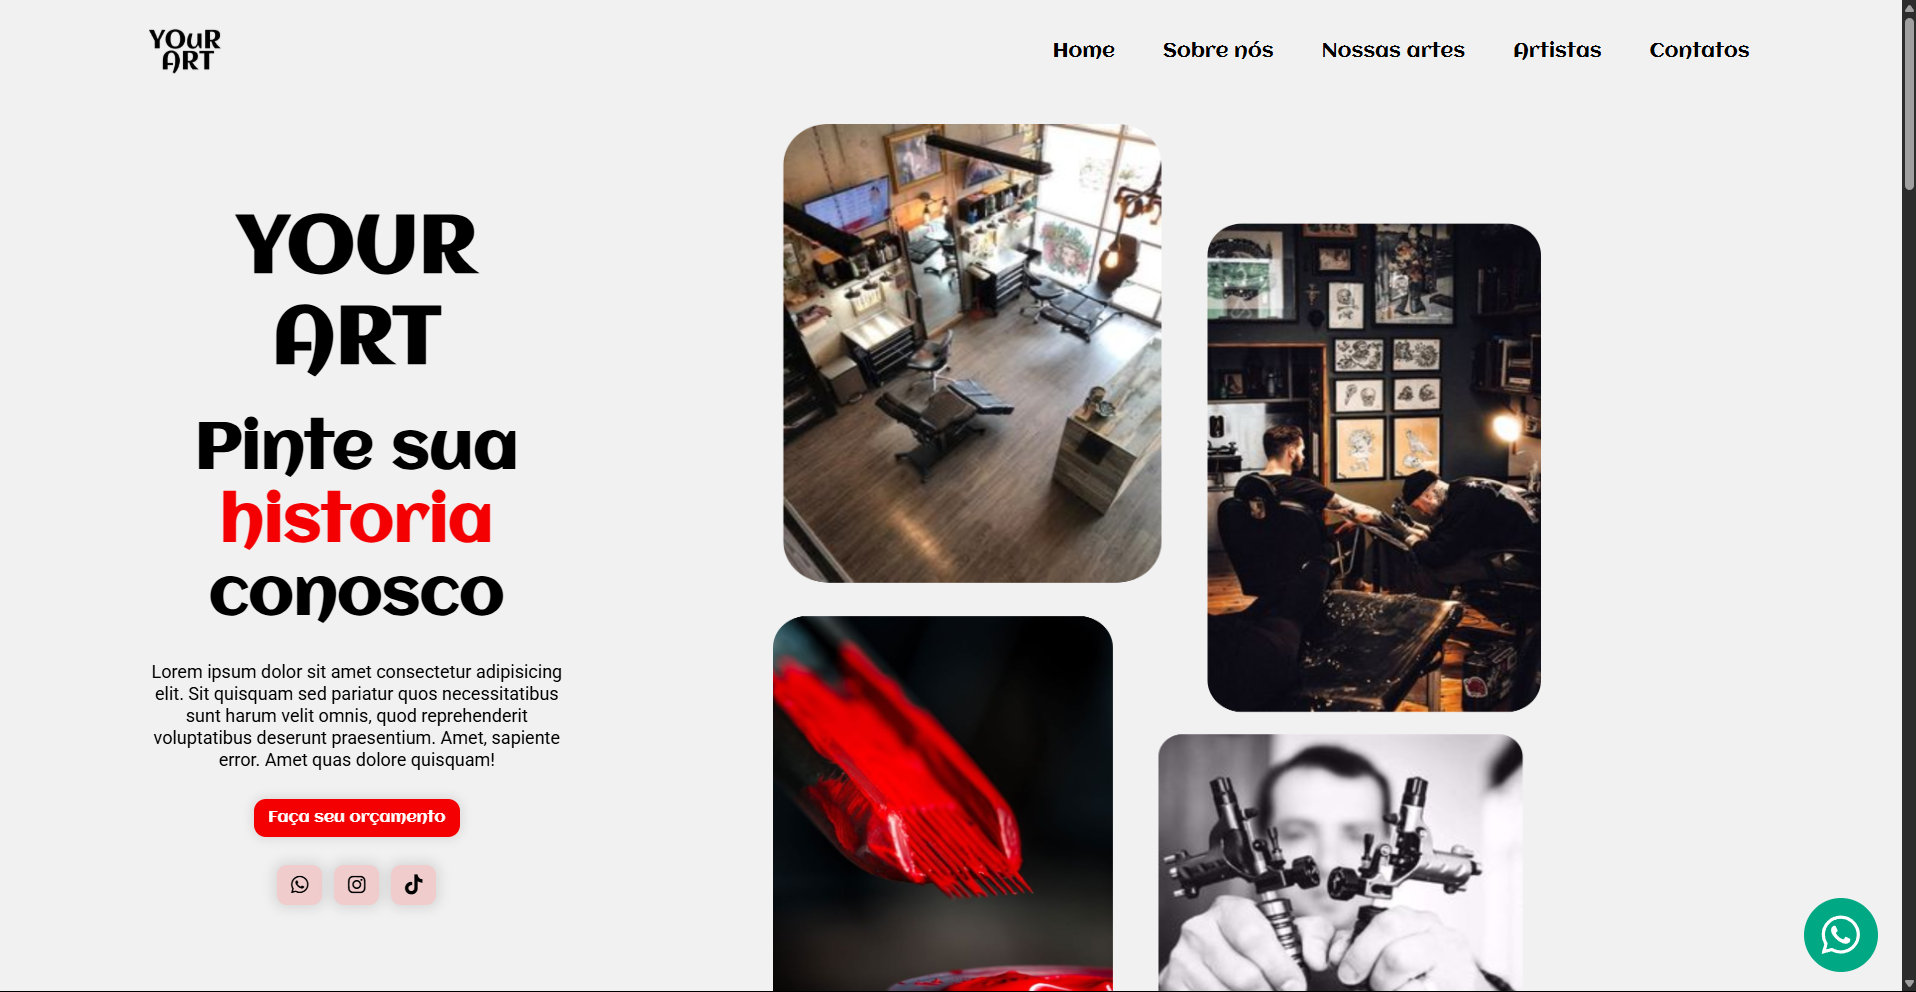 YOuR
ART
Home
Sobre nós
Nossas artes
Artistas
Contatos
YOUR
ART
Pinte sua
historia
conosco
Lorem ipsum dolor sit amet consectetur adipisicing
elit. Sit quisquam sed pariatur quos necessitatibus
sunt harum velit omnis, quod reprehenderit
voluptatibus deserunt praesentium. Amet, sapiente
error. Amet quas dolore quisquam!
Faça seu orçamento